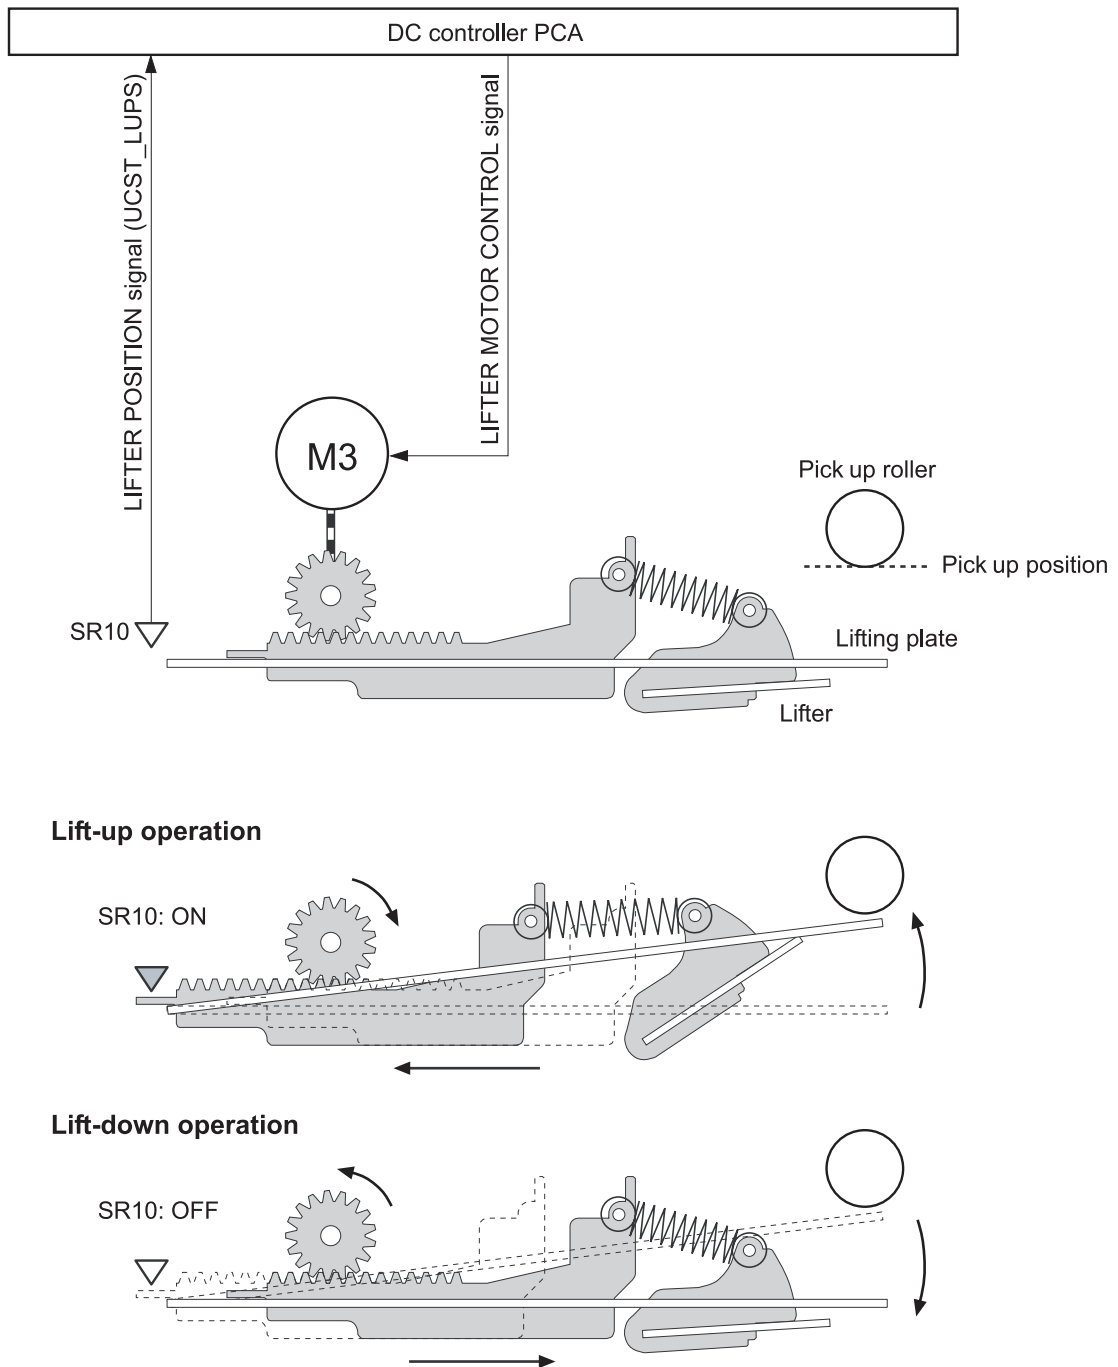 DC controller PCA
LIFTER POSITION signal (UCST_LUPS)
LIFTER MOTOR CONTROL signal
M3
Pick up roller
Pick up position
SR10
Lifting plate
Lifter
Lift-up operation
SR10: ON
Lift-down operation
SR10: OFF